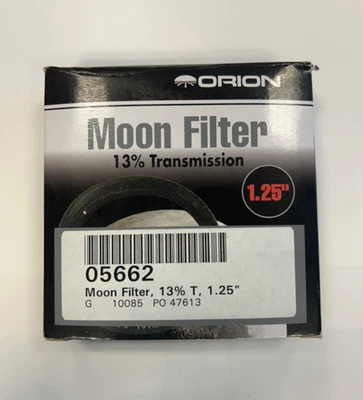 ORION
Moon Filter
13% Transmission
1.25"
05662
Moon Filter, 13% T, 1.25"
G 10085 PO 47613